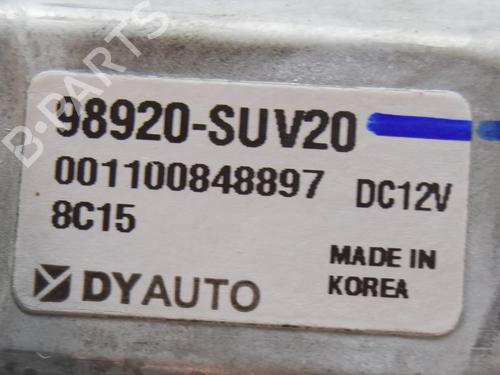 98920-SUV20
001100848897 DC12V
8C15
MADE IN
KOREA
DYAUTO
B-PARTS